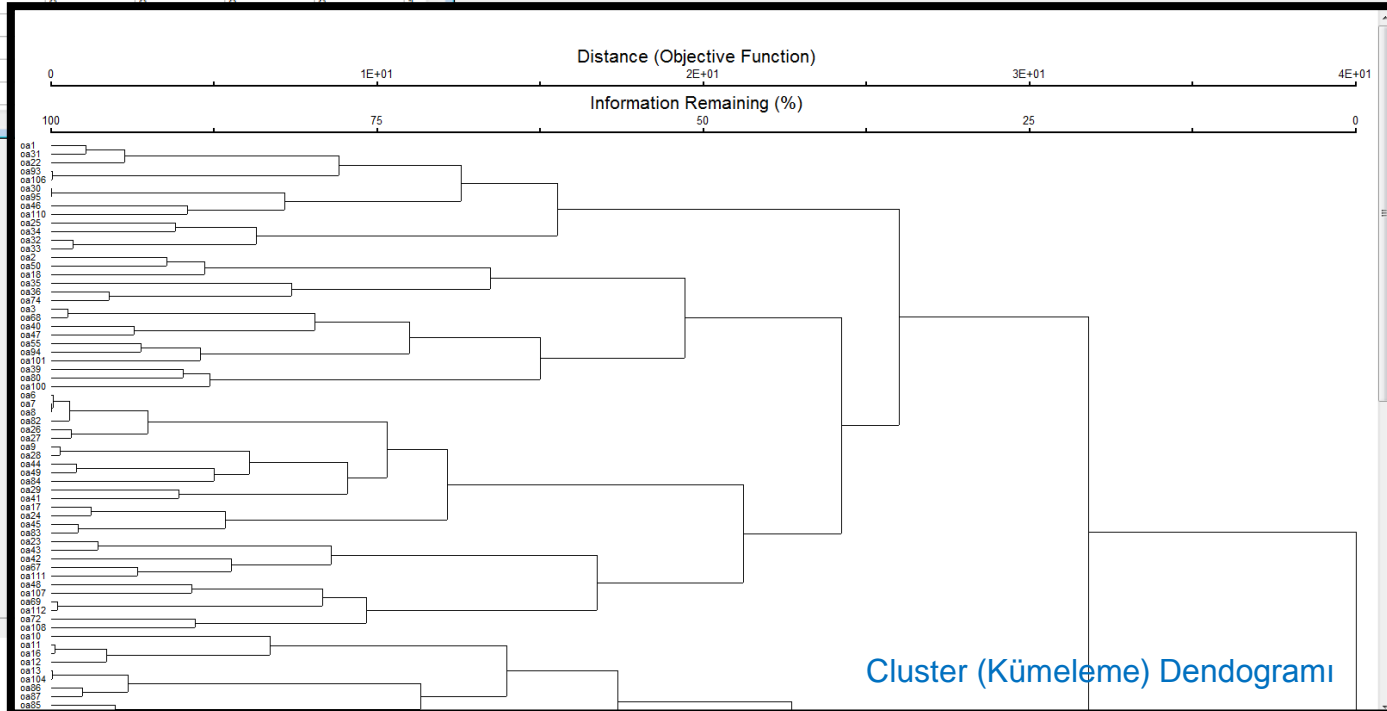 Distance (Objective Function)
0 1E+01 2E+01 3E+01 4E+01
Information Remaining (%)
100 75 50 25 0
oa1
oa31
oa22
oa93
oa106
oa30
oa95
oa46
oa110
oa25
oa34
oa32
oa33
oa2
oa50
oa18
oa35
oa36
oa74
oa3
oa68
oa40
oa47
oa55
oa94
oa101
oa39
oa80
oa100
oa6
oa7
oa8
oa82
oa26
oa27
oa9
oa28
oa44
oa49
oa84
oa29
oa41
oa17
oa24
oa45
oa83
oa23
oa43
oa42
oa67
oa111
oa48
oa107
oa69
oa112
oa72
oa108
oa10
oa11
oa16
oa12
oa13
oa104
oa86
oa87
oa85
Cluster (Kümeleme) Dendogramı